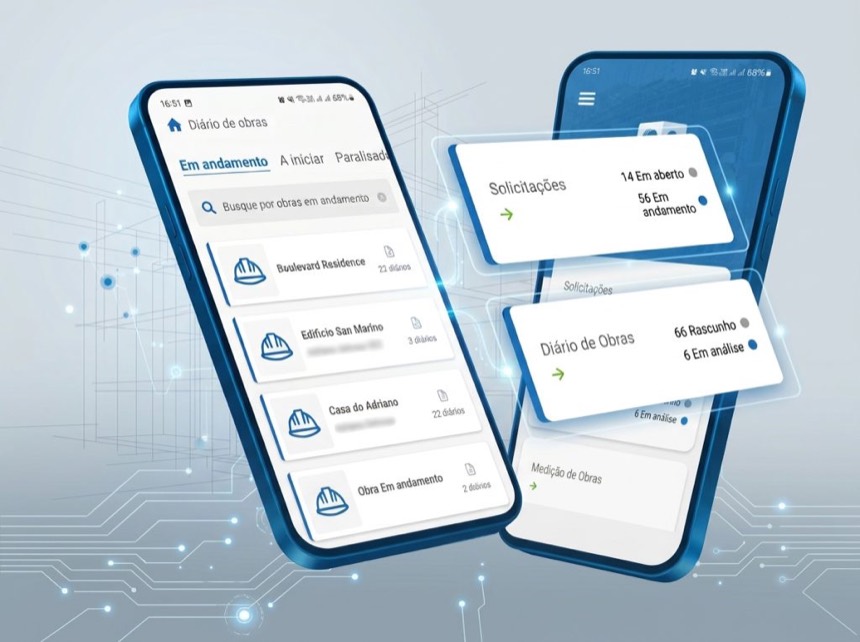 16:51
68%
Diário de obras
Em andamento
A iniciar
Paralisad
Busque por obras em andamento
Boulevard Residence
22 diários
Edifício San Marino
3 diários
Casa do Adriano
22 diários
Obra Em andamento
2 diários
16:51
68%
Solicitações
14 Em aberto
56 Em
andamento
Solicitações
Diário de Obras
66 Rascunho
6 Em análise
6 Em análise
Medição de Obras